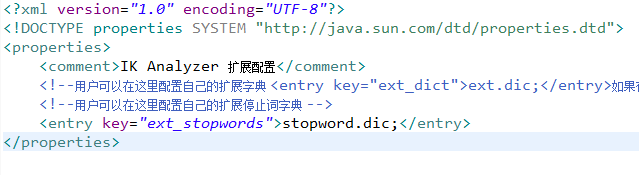 <?xml version="1.0" encoding="UTF-8"?>
<!DOCTYPE properties SYSTEM "http://java.sun.com/dtd/properties.dtd">
<properties>
<comment>IK Analyzer 扩展配置</comment>
<!--用户可以在这里配置自己的扩展字典 <entry key="ext_dict">ext.dic;</entry>如果
<!--用户可以在这里配置自己的扩展停止词字典 -->
<entry key="ext_stopwords">stopword.dic;</entry>
</properties>